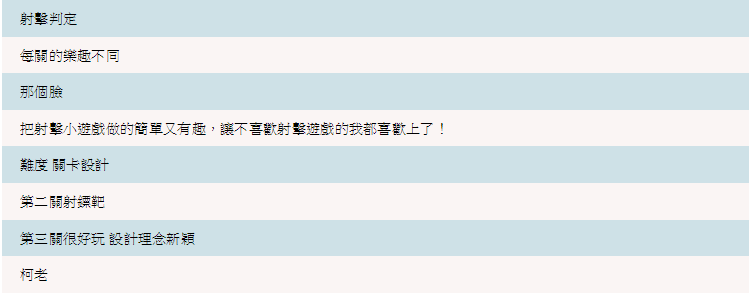 射擊判定
每關的樂趣不同
那個臉
把射擊小遊戲做的簡單又有趣，讓不喜歡射擊遊戲的我都喜歡上了！
難度 關卡設計
第二關射鏢靶
第三關很好玩 設計理念新穎
柯老